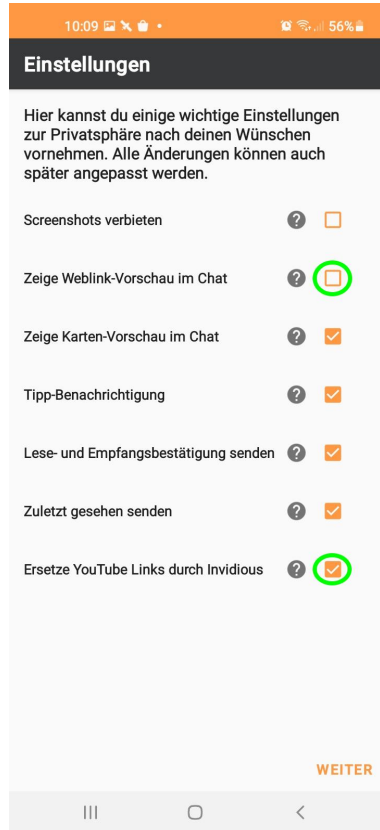 10:09 56%
Einstellungen
Hier kannst du einige wichtige Einstellungen
zur Privatsphäre nach deinen Wünschen
vornehmen. Alle Änderungen können auch
später angepasst werden.
Screenshots verbieten ?
Zeige Weblink-Vorschau im Chat ?
Zeige Karten-Vorschau im Chat ?
Tipp-Benachrichtigung ?
Lese- und Empfangsbestätigung senden ?
Zuletzt gesehen senden ?
Ersetze YouTube Links durch Invidious ?
WEITER